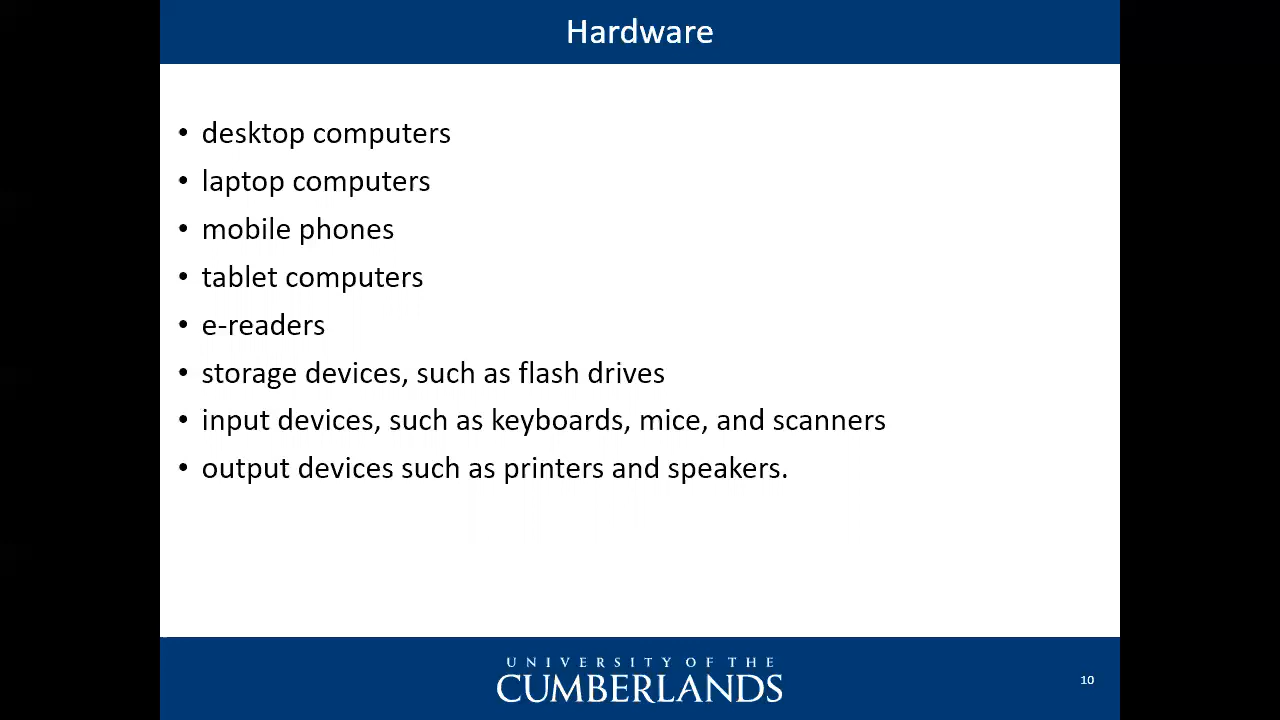 Hardware
• desktop computers
• laptop computers
• mobile phones
• tablet computers
• e-readers
• storage devices, such as flash drives
• input devices, such as keyboards, mice, and scanners
• output devices such as printers and speakers.
UNIVERSITY OF THE
CUMBERLANDS
10